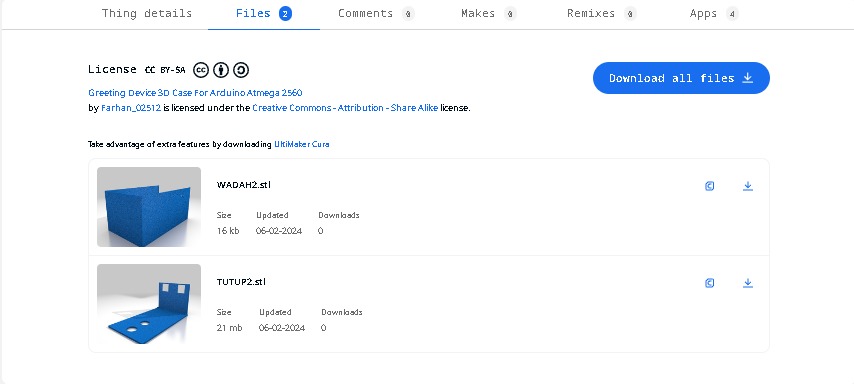 Thing details Files 2 Comments 0 Makes 0 Remixes 0 Apps 4
License CC BY-SA
Download all files
Greeting Device 3D Case For Arduino Atmega 2560
by Farhan_02512 is licensed under the Creative Commons - Attribution - Share Alike license.
Take advantage of extra features by downloading UltiMaker Cura
WADAH2.stl
Size Updated Downloads
16 kb 06-02-2024 0
TUTUP2.stl
Size Updated Downloads
21 mb 06-02-2024 0